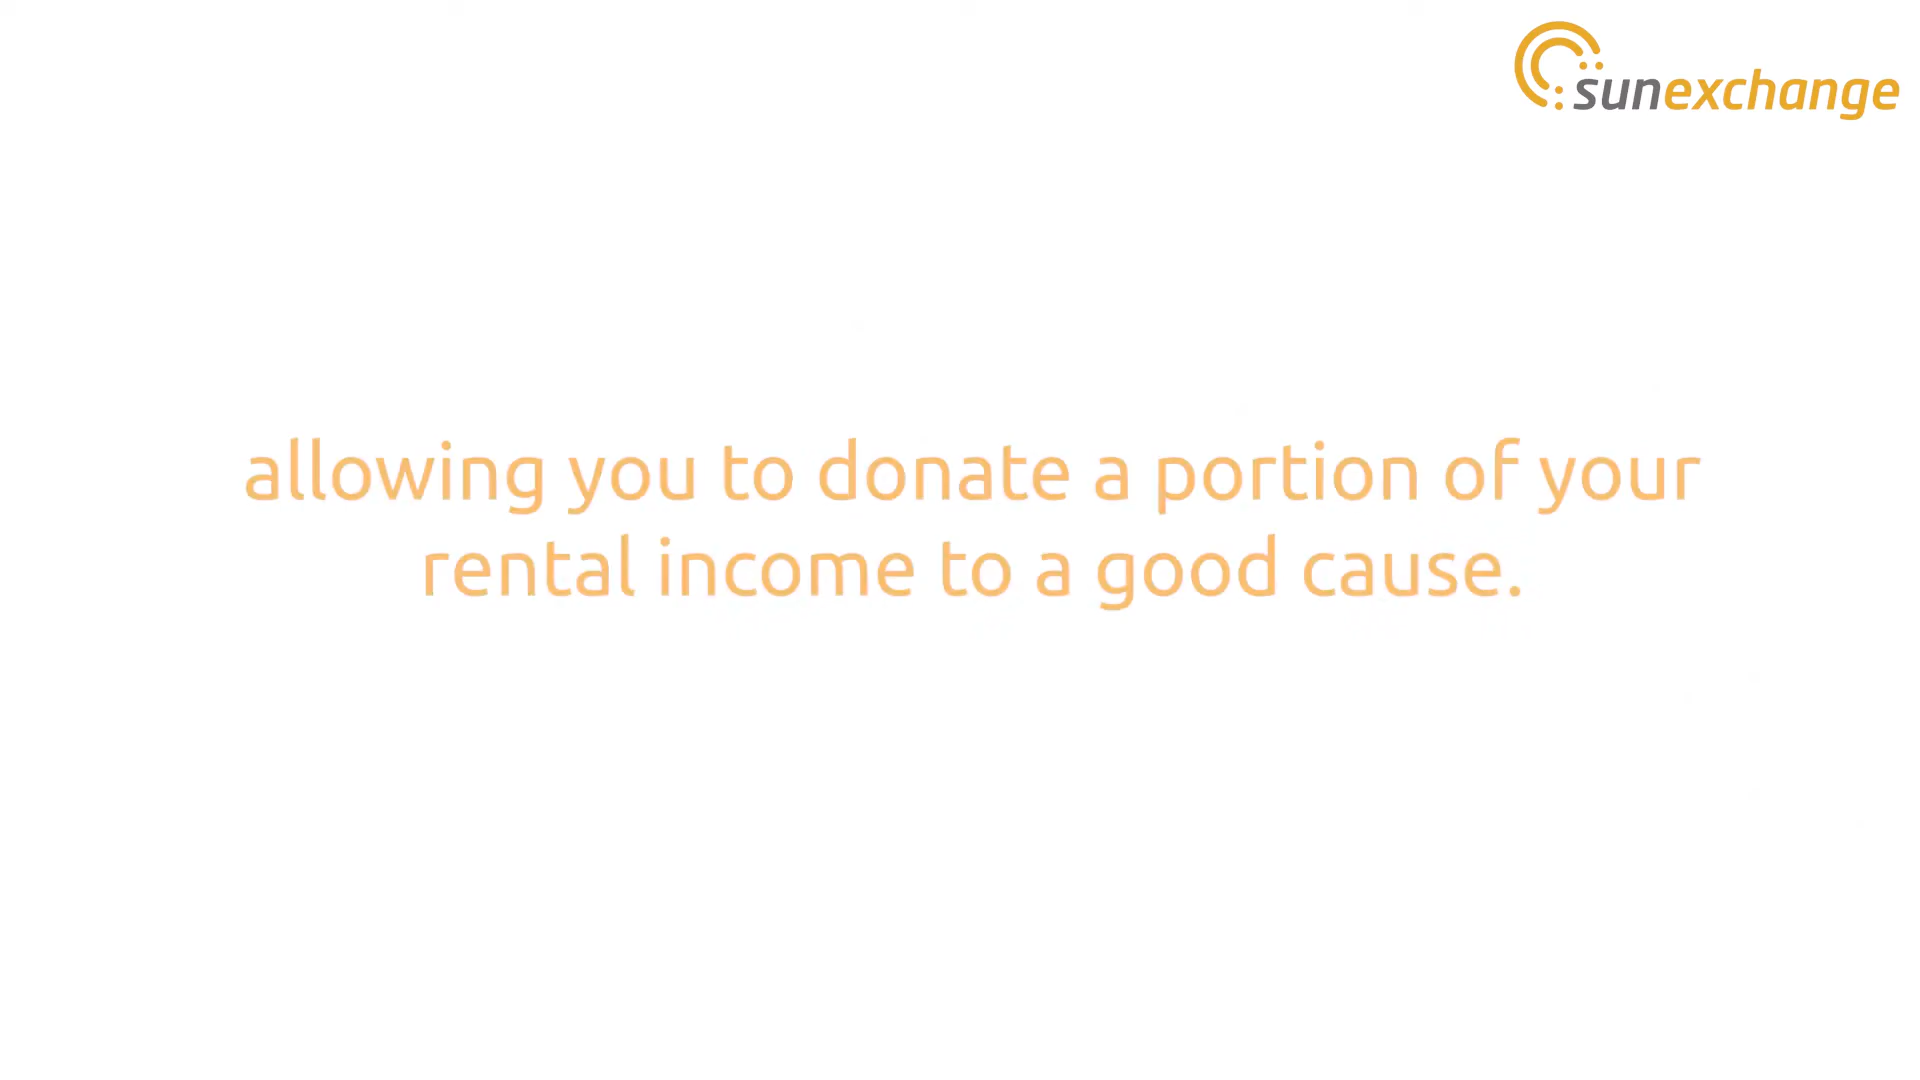 sunexchange
allowing you to donate a portion of your
rental income to a good cause.